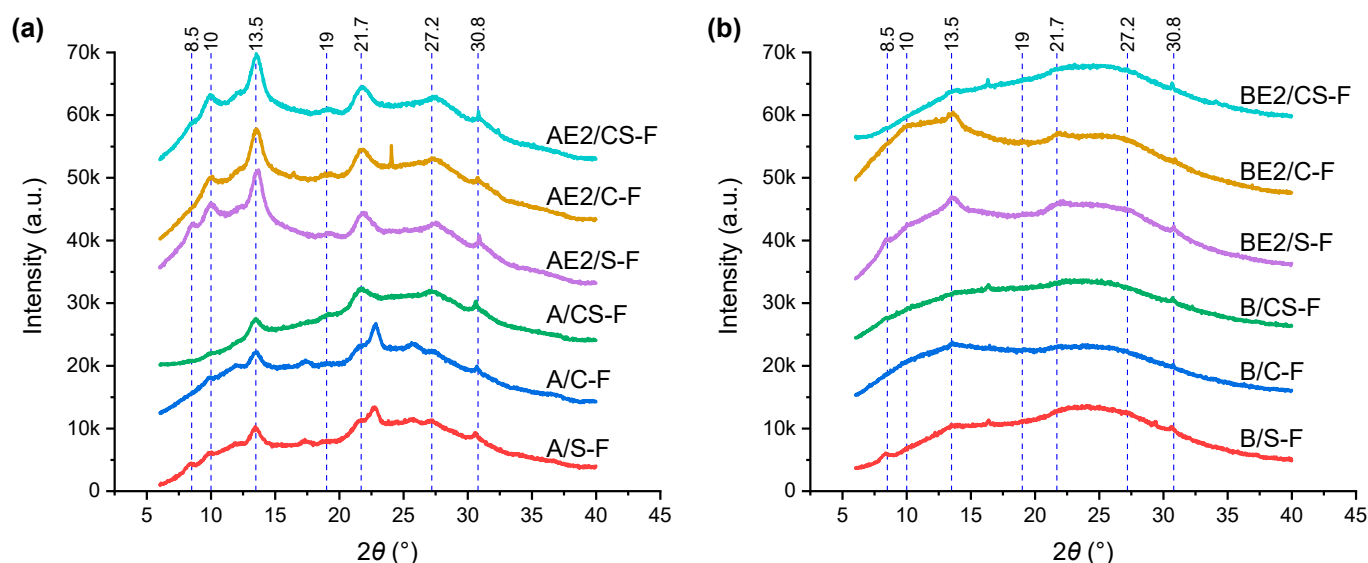 (a)
8.5 10 13.5 19 21.7 27.2 30.8
70k
60k
50k
40k
30k
20k
10k
0
Intensity (a.u.)
AE2/CS-F
AE2/C-F
AE2/S-F
A/CS-F
A/C-F
A/S-F
5 10 15 20 25 30 35 40 45
2θ (°)
(b)
8.5 10 13.5 19 21.7 27.2 30.8
70k
60k
50k
40k
30k
20k
10k
0
Intensity (a.u.)
BE2/CS-F
BE2/C-F
BE2/S-F
B/CS-F
B/C-F
B/S-F
5 10 15 20 25 30 35 40 45
2θ (°)